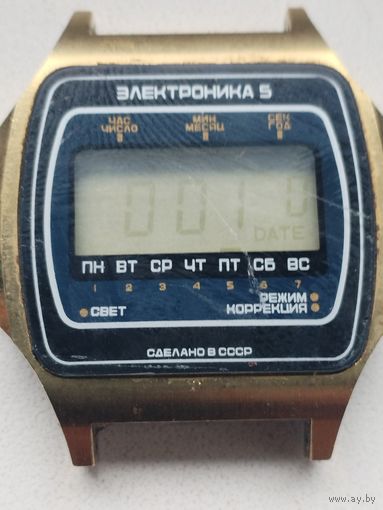 ЭЛЕКТРОНИКА 5
ЧАС МИН СЕК
ЧИСЛО МЕСЯЦ ГОД
DATE
ПН ВТ СР ЧТ ПТ СБ ВС
1 2 3 4 5 6 7
РЕЖИМ
СВЕТ КОРРЕКЦИЯ
СДЕЛАНО В СССР
www.ay.by